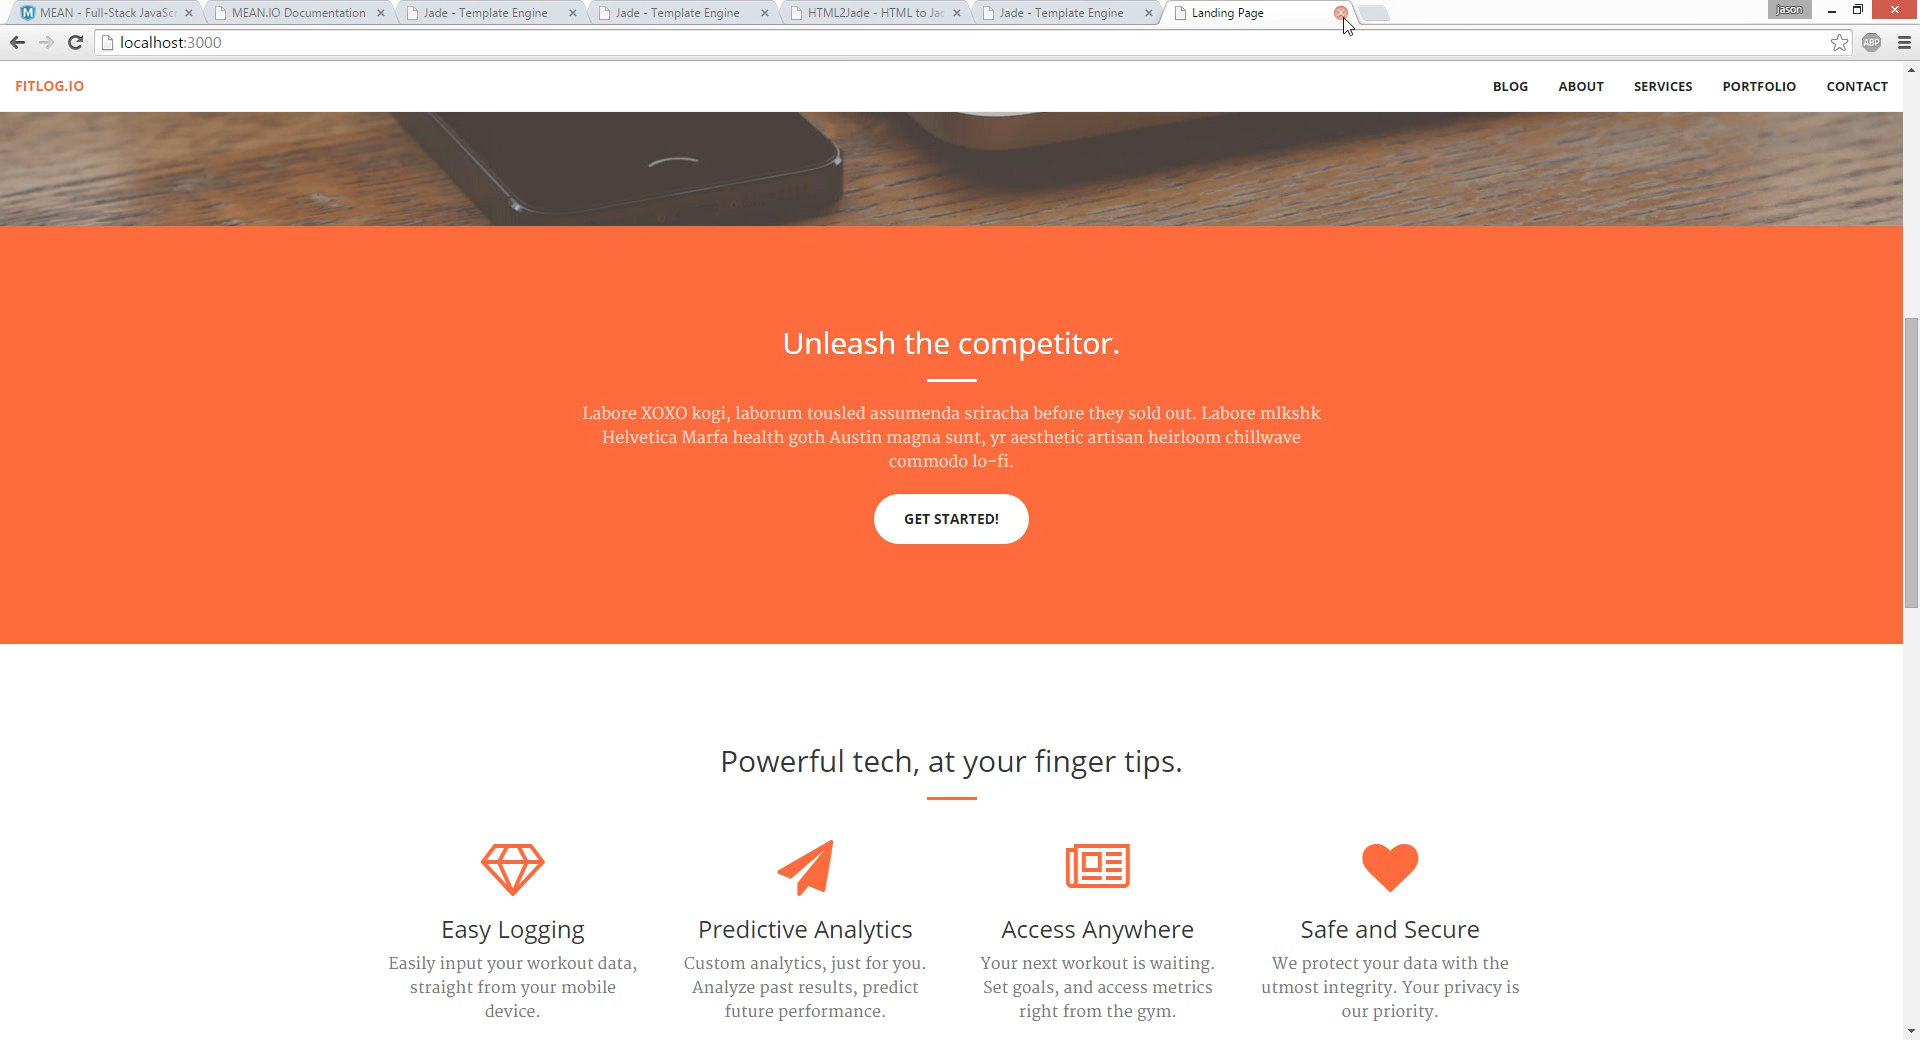 MEAN - Full-Stack JavaScr
MEAN.IO Documentation
Jade - Template Engine
Jade - Template Engine
HTML2Jade - HTML to Jac
Jade - Template Engine
Landing Page
jason
localhost:3000
ABP
FITLOG.IO
BLOG
ABOUT
SERVICES
PORTFOLIO
CONTACT
Unleash the competitor.
Labore XOXO kogi, laborum tousled assumenda sriracha before they sold out. Labore mlkshk
Helvetica Marfa health goth Austin magna sunt, yr aesthetic artisan heirloom chillwave
commodo lo-fi.
GET STARTED!
Powerful tech, at your finger tips.
Easy Logging
Easily input your workout data,
straight from your mobile
device.
Predictive Analytics
Custom analytics, just for you.
Analyze past results, predict
future performance.
Access Anywhere
Your next workout is waiting.
Set goals, and access metrics
right from the gym.
Safe and Secure
We protect your data with the
utmost integrity. Your privacy is
our priority.